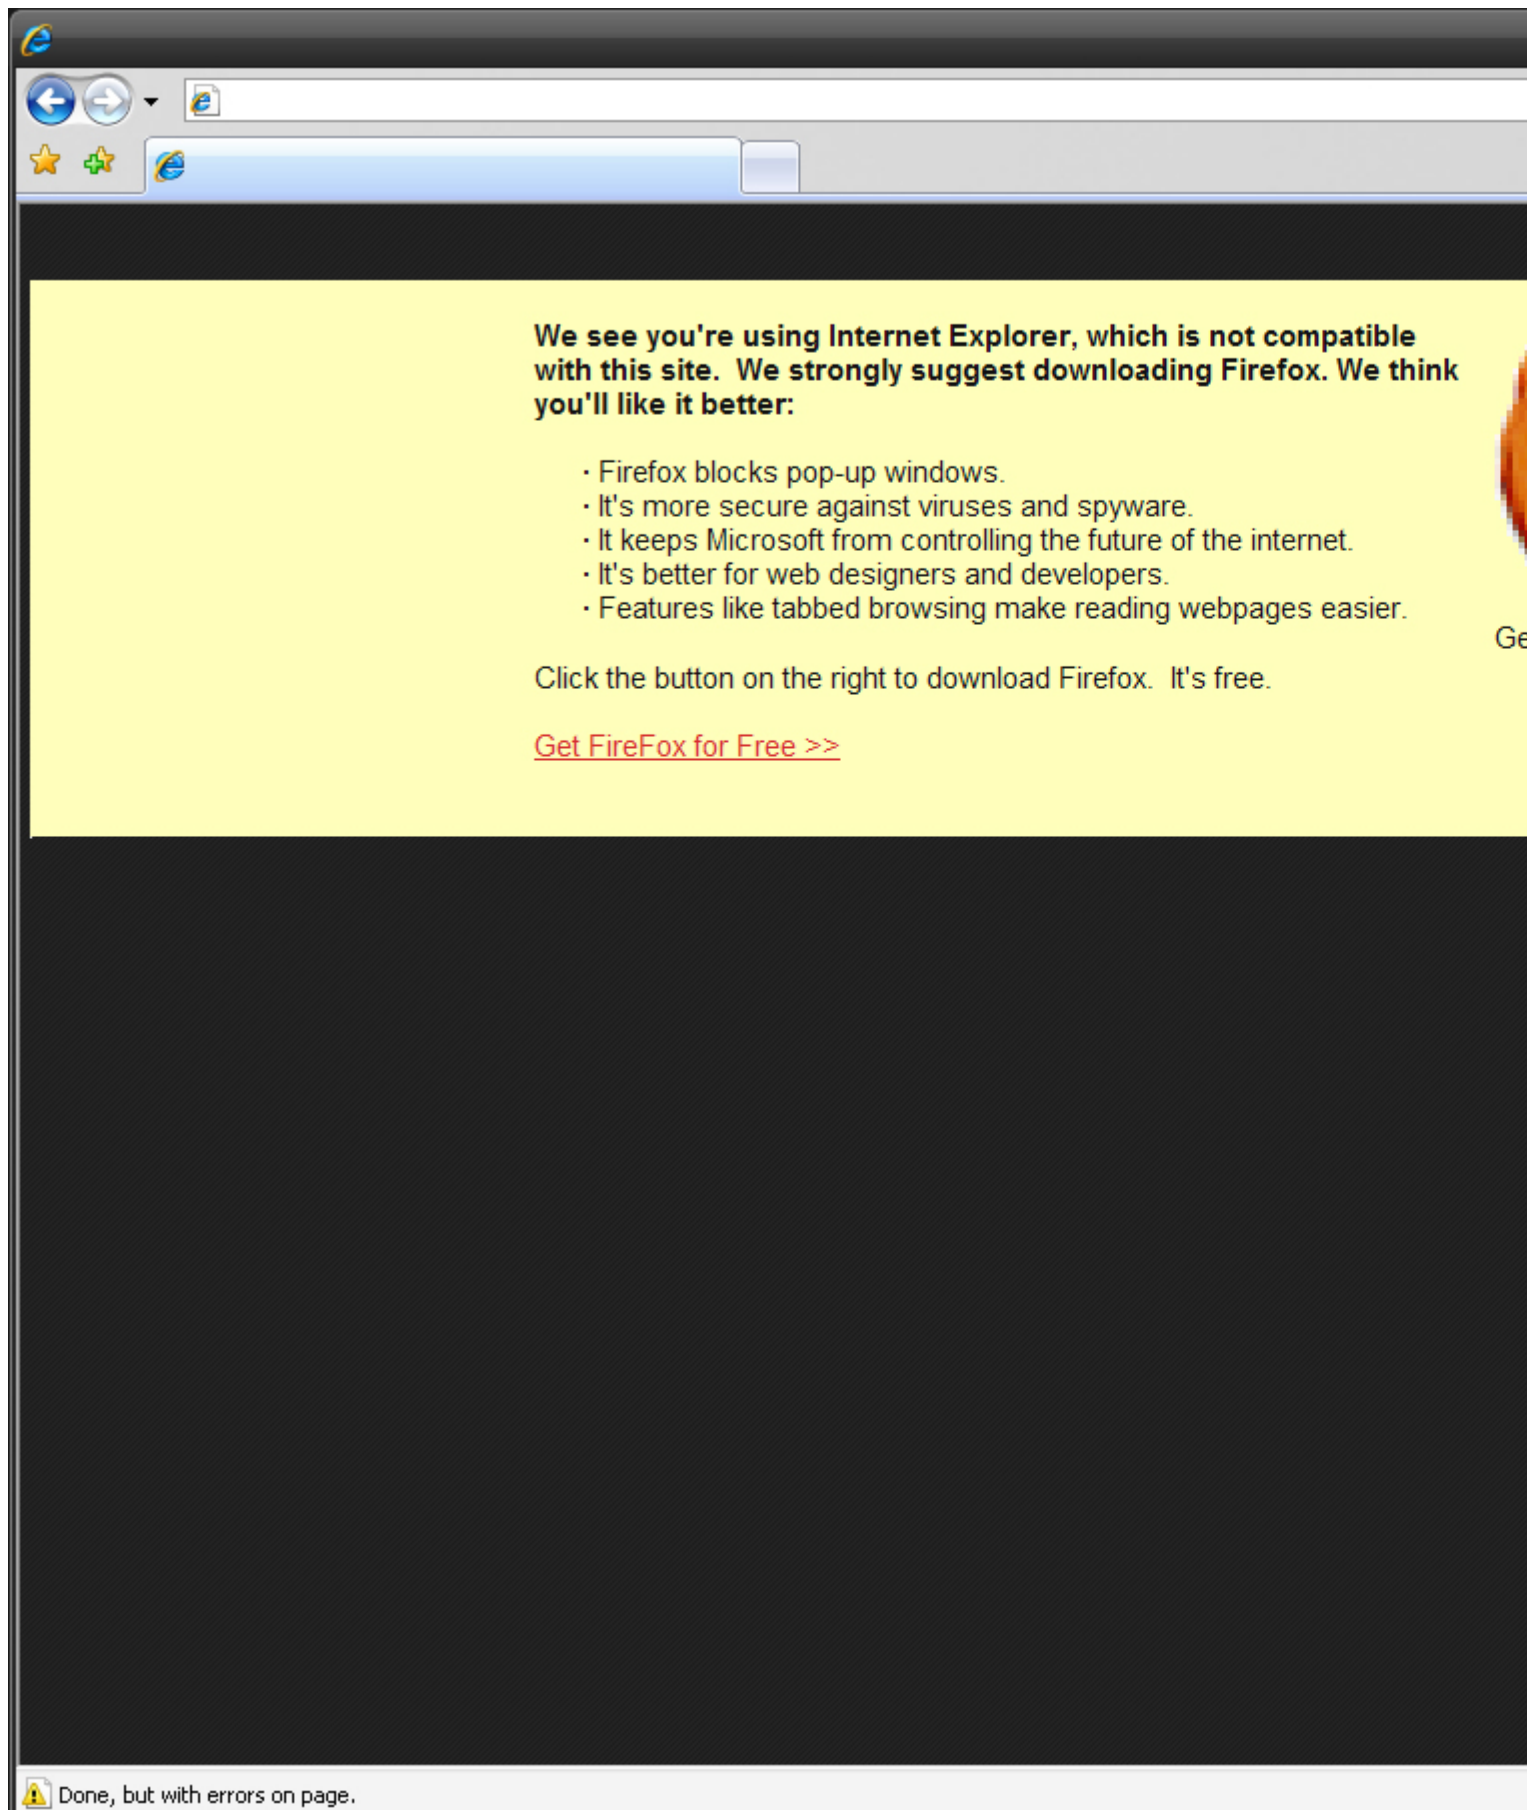 We see you're using Internet Explorer, which is not compatible
with this site.  We strongly suggest downloading Firefox. We think
you'll like it better:
· Firefox blocks pop-up windows.
· It's more secure against viruses and spyware.
· It keeps Microsoft from controlling the future of the internet.
· It's better for web designers and developers.
· Features like tabbed browsing make reading webpages easier.
Ge
Click the button on the right to download Firefox.  It's free.
Get FireFox for Free >>
Done, but with errors on page.